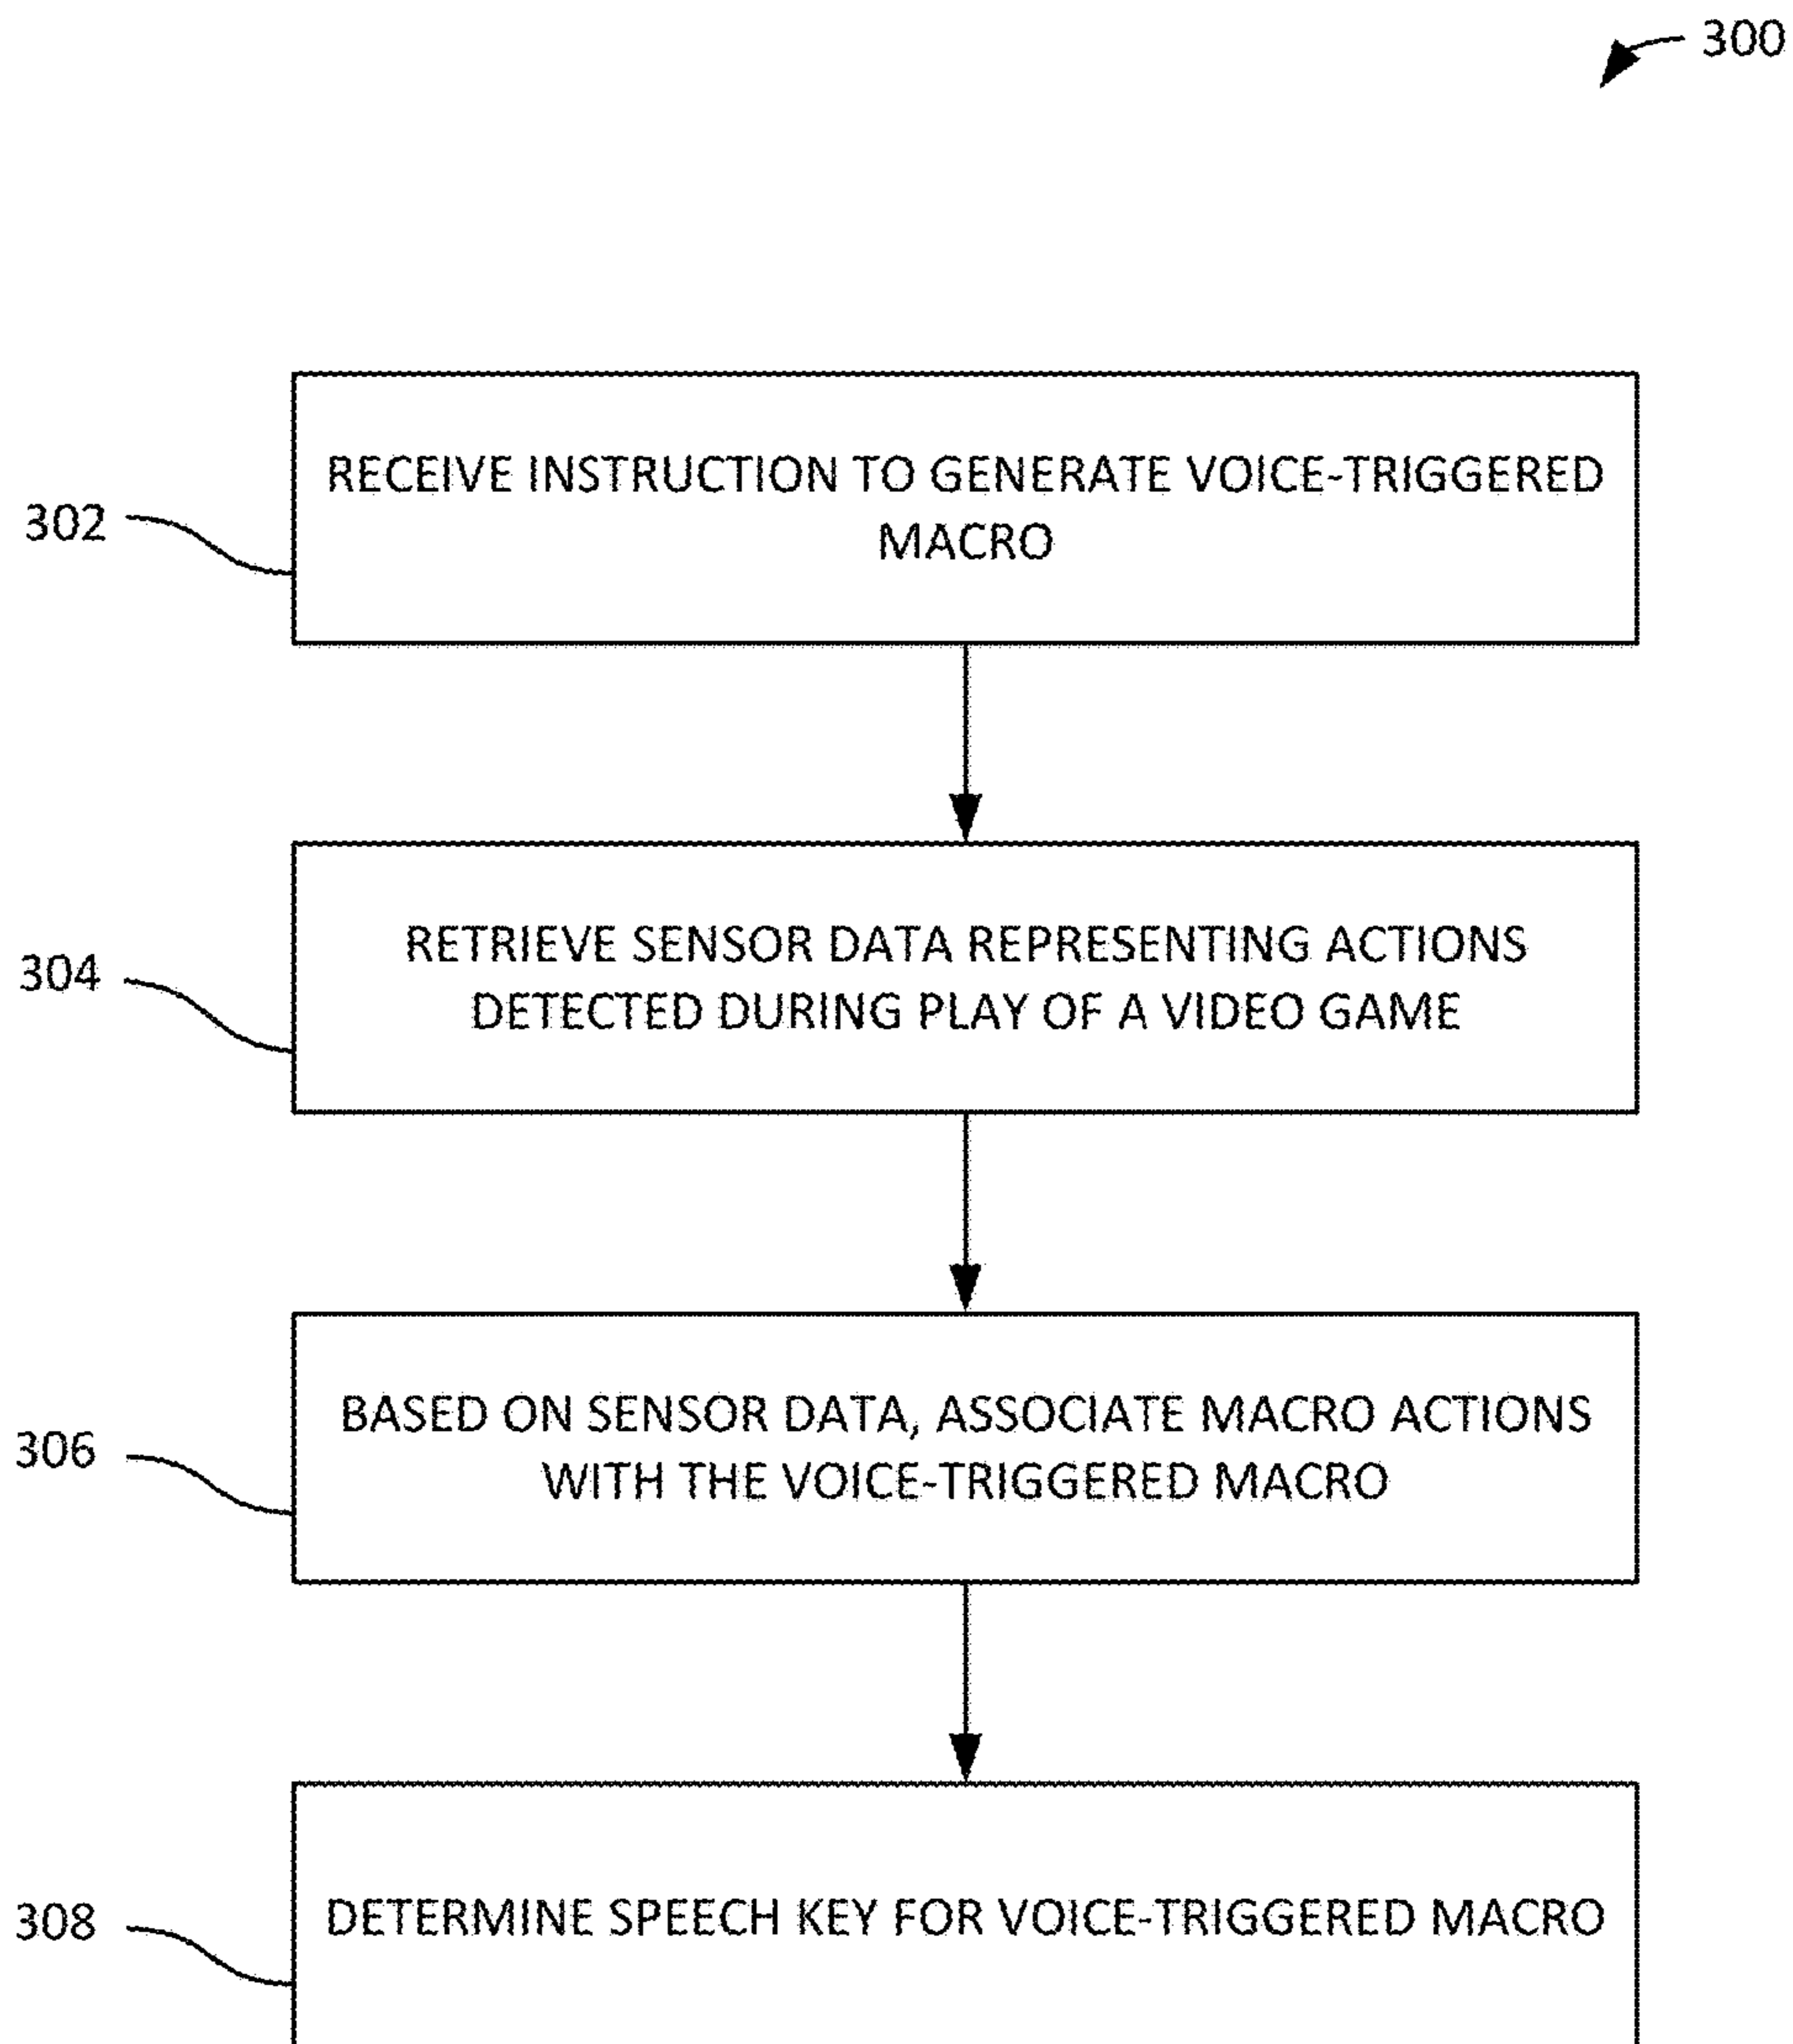 300
302
RECEIVE INSTRUCTION TO GENERATE VOICE-TRIGGERED
MACRO
304
RETRIEVE SENSOR DATA REPRESENTING ACTIONS
DETECTED DURING PLAY OF A VIDEO GAME
306
BASED ON SENSOR DATA, ASSOCIATE MACRO ACTIONS
WITH THE VOICE-TRIGGERED MACRO
308
DETERMINE SPEECH KEY FOR VOICE-TRIGGERED MACRO